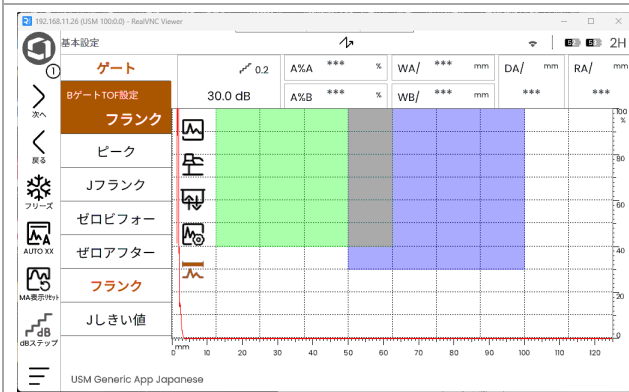 192.168.11.26 (USM 100:0.0) - RealVNC Viewer
基本設定
2H
1
ゲート
0.2
A%A *** %
WA/ *** mm
DA/ mm
RA/ mm
BゲートTOF設定
フランク
30.0 dB
A%B *** %
WB/ *** mm
***
***
次へ
戻る
フリーズ
AUTO XX
MA表示リセット
dB
dBステップ
ピーク
Jフランク
ゼロビフォー
ゼロアフター
フランク
Jしきい値
100
%
80
60
40
20
0
mm
0 10 20 30 40 50 60 70 80 90 100 110 120
USM Generic App Japanese